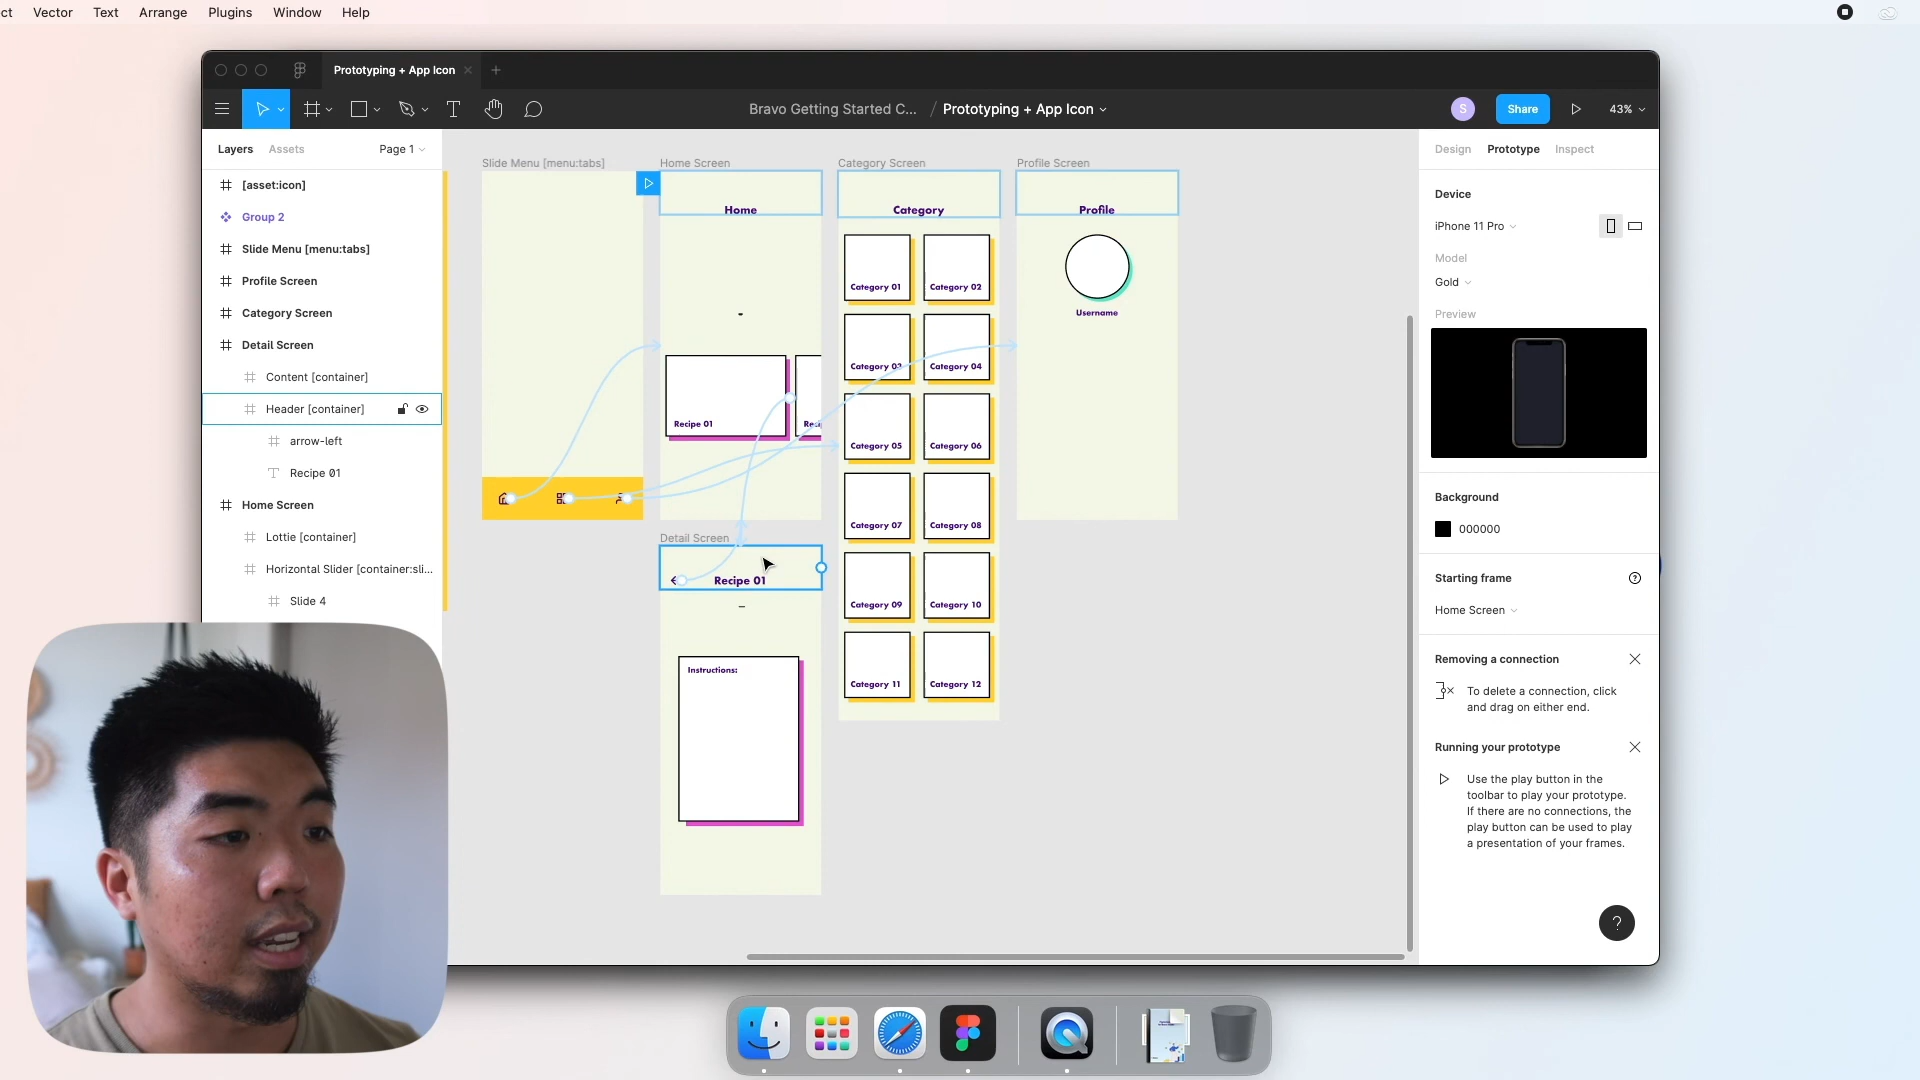 ct Vector Text Arrange Plugins Window Help
Prototyping + App Icon
Bravo Getting Started C... / Prototyping + App Icon
S
Share
43%
Layers Assets Page 1
[asset:icon]
Group 2
Slide Menu [menu:tabs]
Profile Screen
Category Screen
Detail Screen
Content [container]
Header [container]
arrow-left
Recipe 01
Home Screen
Lottie [container]
Horizontal Slider [container:sli...
Slide 4
Slide Menu [menu:tabs]
Home Screen
Home
Recipe 01
Category Screen
Category
Category 01 Category 02
Category 03 Category 04
Category 05 Category 06
Category 07 Category 08
Category 09 Category 10
Category 11 Category 12
Profile Screen
Profile
Username
Detail Screen
Recipe 01
Instructions:
Design Prototype Inspect
Device
iPhone 11 Pro
Model
Gold
Preview
Background
000000
Starting frame
?
Home Screen
Removing a connection
To delete a connection, click
and drag on either end.
Running your prototype
Use the play button in the
toolbar to play your prototype.
If there are no connections, the
play button can be used to play
a presentation of your frames.
?